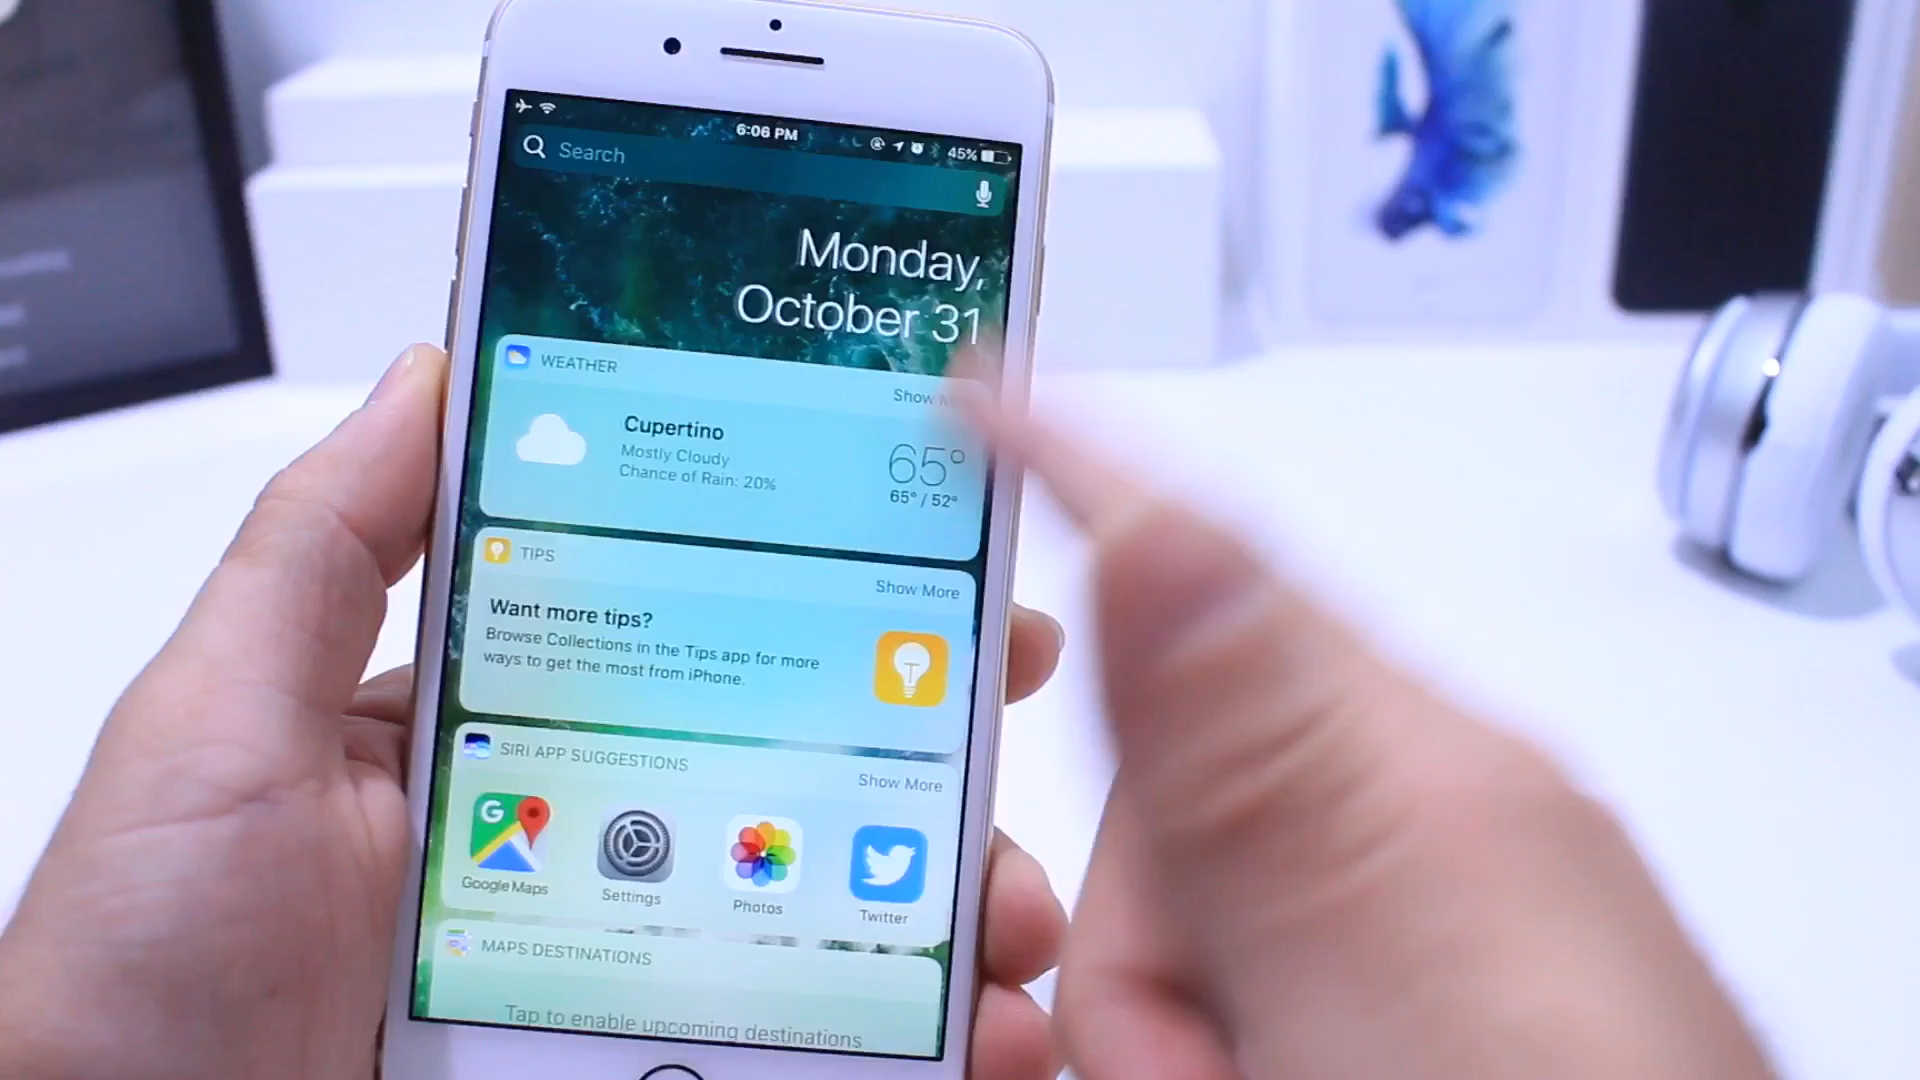 6:06 PM
45%
Search
Monday,
October 31
WEATHER
Show
Cupertino
Mostly Cloudy
Chance of Rain: 20%
65°
65° / 52°
TIPS
Show More
Want more tips?
Browse Collections in the Tips app for more
ways to get the most from iPhone.
SIRI APP SUGGESTIONS
Show More
G
Google Maps
Settings
Photos
Twitter
MAPS DESTINATIONS
Tap to enable upcoming destinations